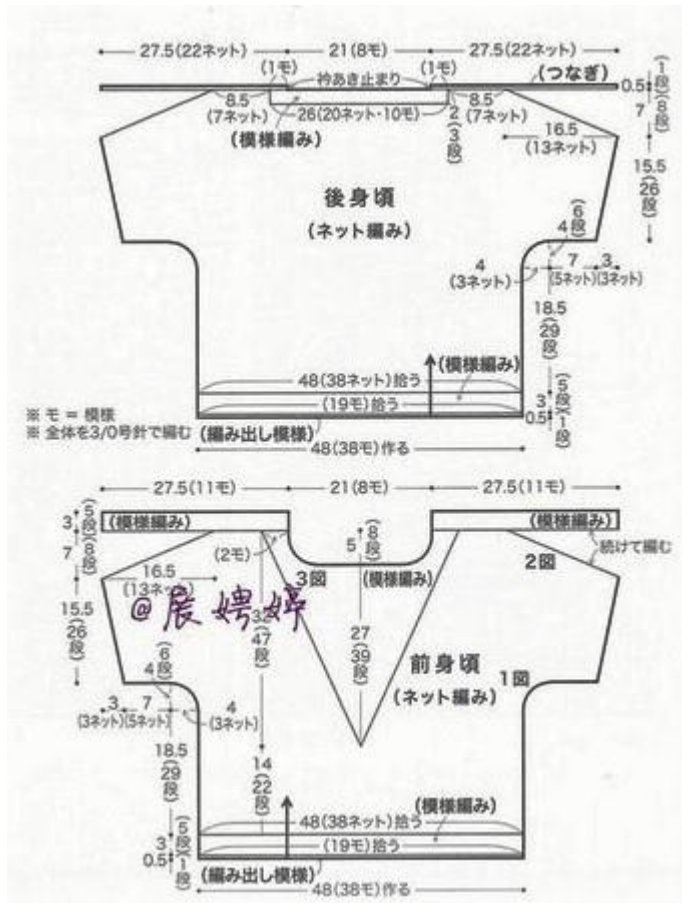 27.5(22ネット) 21(8モ) 27.5(22ネット)
(1モ) 衿あき止まり (1モ) (つなぎ)
0.5(1段)
8.5
(7ネット)
26(20ネット・10モ)
2(3段)
8.5
(7ネット)
7(8段)
(模様編み)
16.5
(13ネット)
15.5
(26段)
後身頃
(ネット編み)
4(6段)
4
(3ネット)
7
(5ネット)
3
(3ネット)
18.5
(29段)
(模様編み)
48(38ネット)拾う
3(5段)
(19モ)拾う
0.5(1段)
※ モ = 模様
※ 全体を3/0号針で編む
(編み出し模様)
48(38モ)作る
27.5(11モ) 21(8モ) 27.5(11モ)
3(5段)
(模様編み)
(模様編み)
7(8段)
(2モ)
5(8段)
続けて編む
3図
(模様編み)
2図
16.5
(13ネット)
@展娉婷
15.5
(26段)
32
(47段)
27
(39段)
前身頃
(ネット編み)
1図
4(6段)
3
(3ネット)
7
(5ネット)
4
(3ネット)
18.5
(29段)
14
(22段)
(模様編み)
48(38ネット)拾う
3(5段)
(19モ)拾う
0.5(1段)
(編み出し模様)
48(38モ)作る